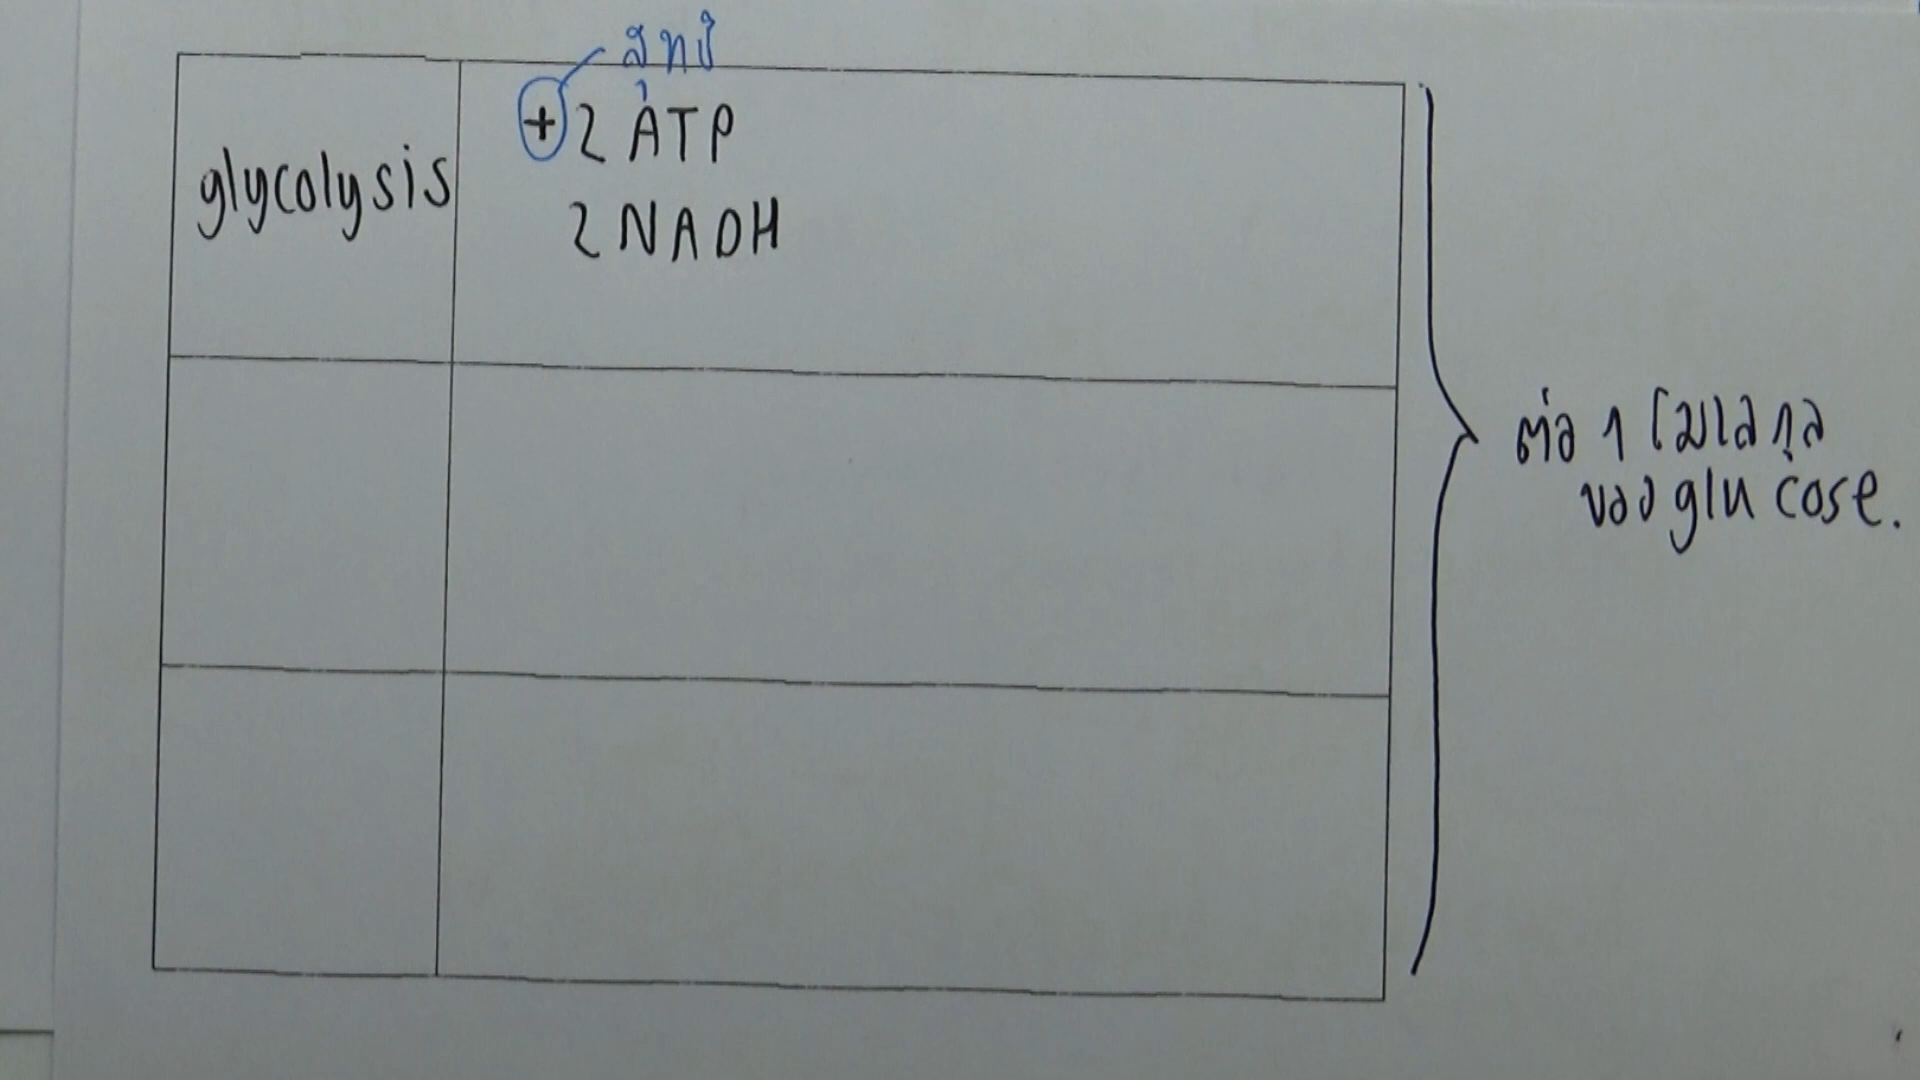 สุทธิ
glycolysis
+2 ATP
2 NADH
ต่อ 1 โมเลกุล
ของ glucose.